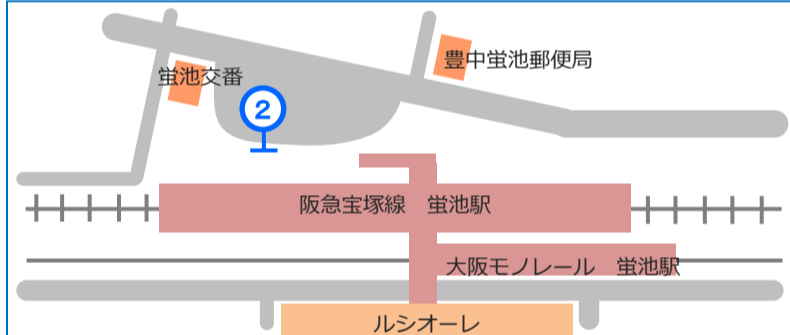 豊中蛍池郵便局
蛍池交番
2
阪急宝塚線　蛍池駅
大阪モノレール　蛍池駅
ルシオーレ